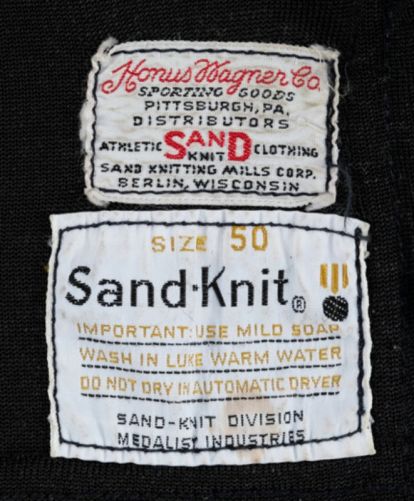 Honus Wagner Co.
SPORTING GOODS
PITTSBURGH, PA.
DISTRIBUTORS
ATHLETIC SAND KNIT CLOTHING
SAND KNITTING MILLS CORP.
BERLIN, WISCONSIN
SIZE 50
Sand·Knit®
IMPORTANT: USE MILD SOAP
WASH IN LUKE WARM WATER
DO NOT DRY IN AUTOMATIC DRYER
SAND-KNIT DIVISION
MEDALIST INDUSTRIES